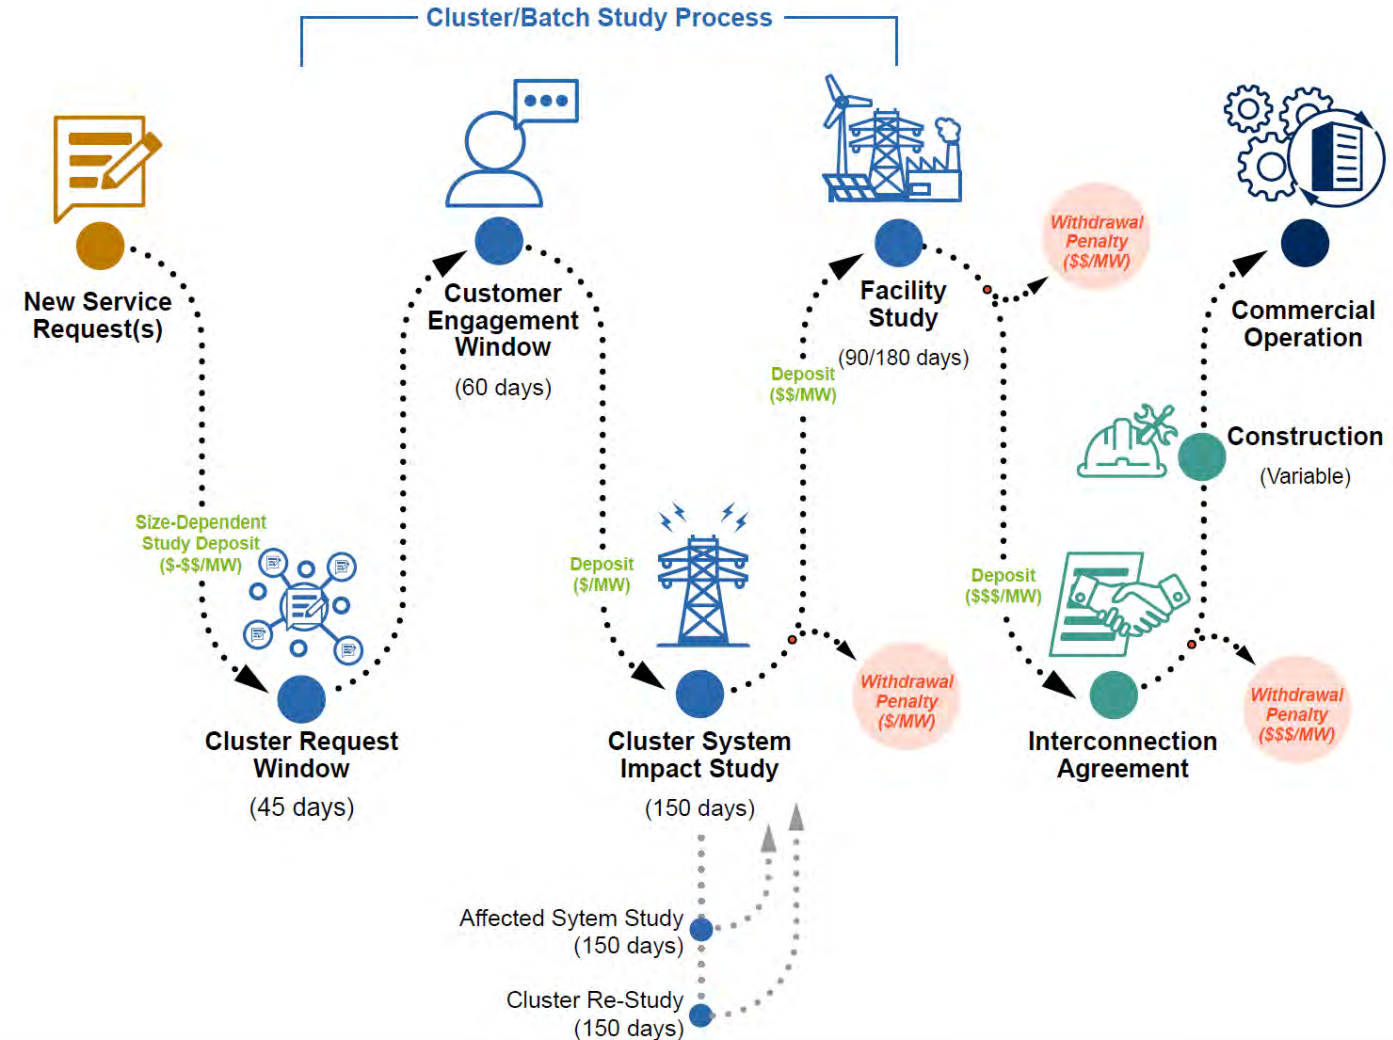 Cluster/Batch Study Process
New Service
Request(s)
Size-Dependent
Study Deposit
($-$$/MW)
Cluster Request
Window
(45 days)
Customer
Engagement
Window
(60 days)
Deposit
($/MW)
Cluster System
Impact Study
(150 days)
Affected Sytem Study
(150 days)
Cluster Re-Study
(150 days)
Withdrawal
Penalty
($/MW)
Deposit
($$/MW)
Facility
Study
(90/180 days)
Withdrawal
Penalty
($$/MW)
Deposit
($$$/MW)
Interconnection
Agreement
Withdrawal
Penalty
($$$/MW)
Construction
(Variable)
Commercial
Operation